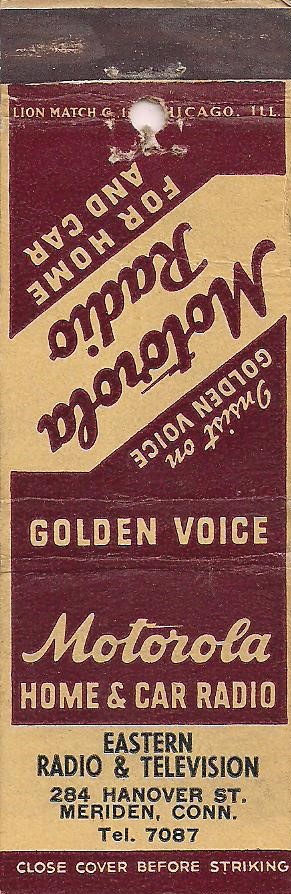 LION MATCH C CHICAGO, ILL.
Insist on
GOLDEN VOICE
Motorola
Radio
FOR HOME
AND CAR
GOLDEN VOICE
Motorola
HOME & CAR RADIO
EASTERN
RADIO & TELEVISION
284 HANOVER ST.
MERIDEN, CONN.
Tel. 7087
CLOSE COVER BEFORE STRIKING